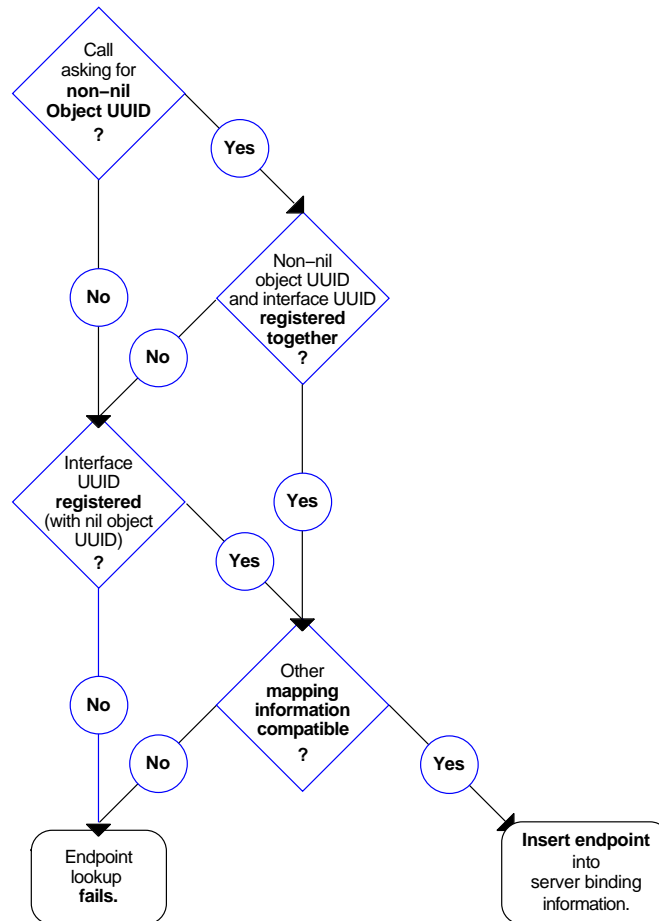 Call
asking for
non–nil
Object UUID
?
Yes
No
Non–nil
object UUID
and interface UUID
registered
together
?
No
Interface
UUID
registered
(with nil object
UUID)
?
Yes
Yes
Other
mapping
information
compatible
?
No
No
Yes
Endpoint
lookup
fails.
Insert endpoint
into
server binding
information.